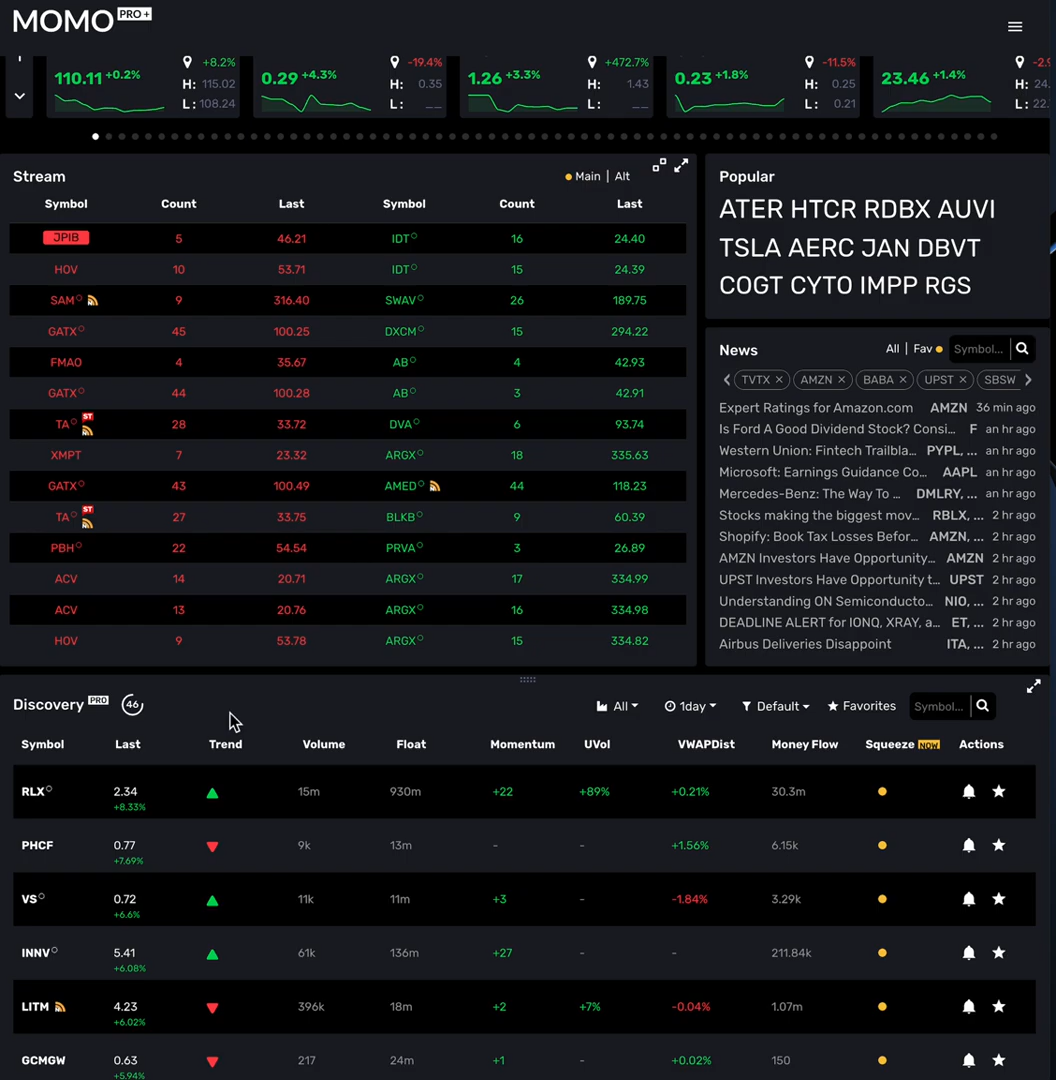 MOMO PRO +
+8.2% -19.4% +472.7% -11.5% -2.9
110.11 +0.2% H: 115.02 0.29 +4.3% H: 0.35 1.26 +3.3% H: 1.43 0.23 +1.8% H: 0.25 23.46 +1.4% H: 24.
L: 108.24 L: __ L: __ L: 0.21 L: 22.
Stream Main | Alt
Symbol Count Last Symbol Count Last
JPIB 5 46.21 IDT 16 24.40
HOV 10 53.71 IDT 15 24.39
SAM 9 316.40 SWAV 26 189.75
GATX 45 100.25 DXCM 15 294.22
FMAO 4 35.67 AB 4 42.93
GATX 44 100.28 AB 3 42.91
TA ST 28 33.72 DVA 6 93.74
XMPT 7 23.32 ARGX 18 335.63
GATX 43 100.49 AMED 44 118.23
TA ST 27 33.75 BLKB 9 60.39
PBH 22 54.54 PRVA 3 26.89
ACV 14 20.71 ARGX 17 334.99
ACV 13 20.76 ARGX 16 334.98
HOV 9 53.78 ARGX 15 334.82
Popular
ATER HTCR RDBX AUVI
TSLA AERC JAN DBVT
COGT CYTO IMPP RGS
News All | Fav Symbol...
TVTX × AMZN × BABA × UPST × SBSW
Expert Ratings for Amazon.com AMZN 36 min ago
Is Ford A Good Dividend Stock? Consi... F an hr ago
Western Union: Fintech Trailbla... PYPL, ... an hr ago
Microsoft: Earnings Guidance Co... AAPL an hr ago
Mercedes-Benz: The Way To ... DMLRY, ... an hr ago
Stocks making the biggest mov... RBLX, ... 2 hr ago
Shopify: Book Tax Losses Befor... AMZN, ... 2 hr ago
AMZN Investors Have Opportunity... AMZN 2 hr ago
UPST Investors Have Opportunity t... UPST 2 hr ago
Understanding ON Semiconducto... NIO, ... 2 hr ago
DEADLINE ALERT for IONQ, XRAY, a... ET, ... 2 hr ago
Airbus Deliveries Disappoint ITA, ... 2 hr ago
Discovery PRO 46 All 1day Default Favorites Symbol...
Symbol Last Trend Volume Float Momentum UVol VWAPDist Money Flow Squeeze NOW Actions
RLX 2.34 15m 930m +22 +89% +0.21% 30.3m
+8.33%
PHCF 0.77 9k 13m - - +1.56% 6.15k
+7.69%
VS 0.72 11k 11m +3 - -1.84% 3.29k
+6.6%
INNV 5.41 61k 136m +27 - - 211.84k
+6.08%
LITM 4.23 396k 18m +2 +7% -0.04% 1.07m
+6.02%
GCMGW 0.63 217 24m +1 - +0.02% 150
+5.94%